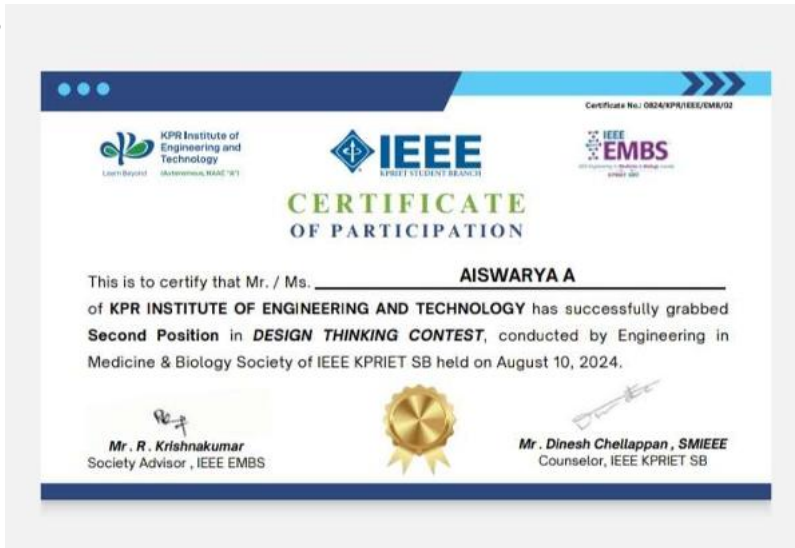 Certificate No.: 0824/KPR/IEEE/EMB/02
KPR Institute of
Engineering and
Technology
Learn Beyond
(Autonomous, NAAC "A")
IEEE
KPRIET STUDENT BRANCH
IEEE
EMBS
KPRIET
CERTIFICATE
OF PARTICIPATION
This is to certify that Mr. / Ms. AISWARYA A
of KPR INSTITUTE OF ENGINEERING AND TECHNOLOGY has successfully grabbed
Second Position in DESIGN THINKING CONTEST, conducted by Engineering in
Medicine & Biology Society of IEEE KPRIET SB held on August 10, 2024.
Mr . R . Krishnakumar
Society Advisor , IEEE EMBS
Mr . Dinesh Chellappan , SMIEEE
Counselor, IEEE KPRIET SB